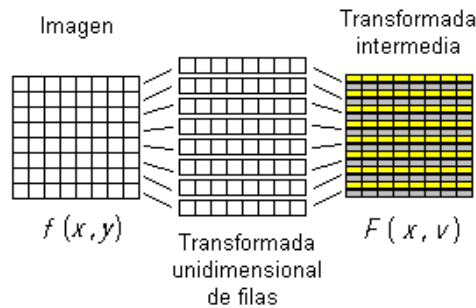 Imagen
Transformada
intermedia
f (x,y)
Transformada
unidimensional
de filas
F ( x, v)